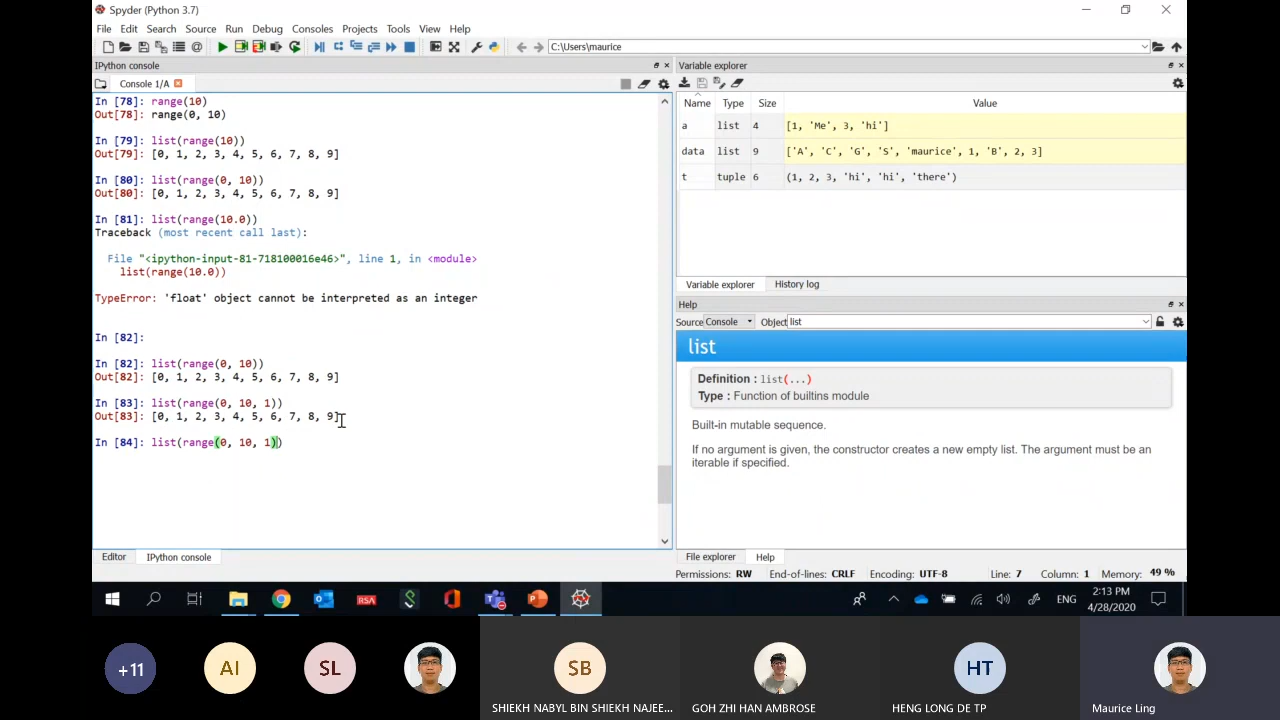 Spyder (Python 3.7)
File Edit Search Source Run Debug Consoles Projects Tools View Help
C:\Users\maurice
IPython console
Console 1/A
In [78]: range(10)
Out[78]: range(0, 10)
In [79]: list(range(10))
Out[79]: [0, 1, 2, 3, 4, 5, 6, 7, 8, 9]
In [80]: list(range(0, 10))
Out[80]: [0, 1, 2, 3, 4, 5, 6, 7, 8, 9]
In [81]: list(range(10.0))
Traceback (most recent call last):
File "<ipython-input-81-718100016e46>", line 1, in <module>
list(range(10.0))
TypeError: 'float' object cannot be interpreted as an integer
In [82]:
In [82]: list(range(0, 10))
Out[82]: [0, 1, 2, 3, 4, 5, 6, 7, 8, 9]
In [83]: list(range(0, 10, 1))
Out[83]: [0, 1, 2, 3, 4, 5, 6, 7, 8, 9]
In [84]: list(range(0, 10, 1))
Editor IPython console
Variable explorer
Name Type Size Value
a list 4 [1, 'Me', 3, 'hi']
data list 9 ['A', 'C', 'G', 'S', 'maurice', 1, 'B', 2, 3]
t tuple 6 (1, 2, 3, 'hi', 'hi', 'there')
Variable explorer History log
Help
Source Console Object list
list
Definition : list(...)
Type : Function of builtins module
Built-in mutable sequence.
If no argument is given, the constructor creates a new empty list. The argument must be an
iterable if specified.
File explorer Help
Permissions: RW End-of-lines: CRLF Encoding: UTF-8 Line: 7 Column: 1 Memory: 49 %
RSA
ENG
2:13 PM
4/28/2020
+11
AI
SL
SB
HT
SHIEKH NABYL BIN SHIEKH NAJEE...
GOH ZHI HAN AMBROSE
HENG LONG DE TP
Maurice Ling